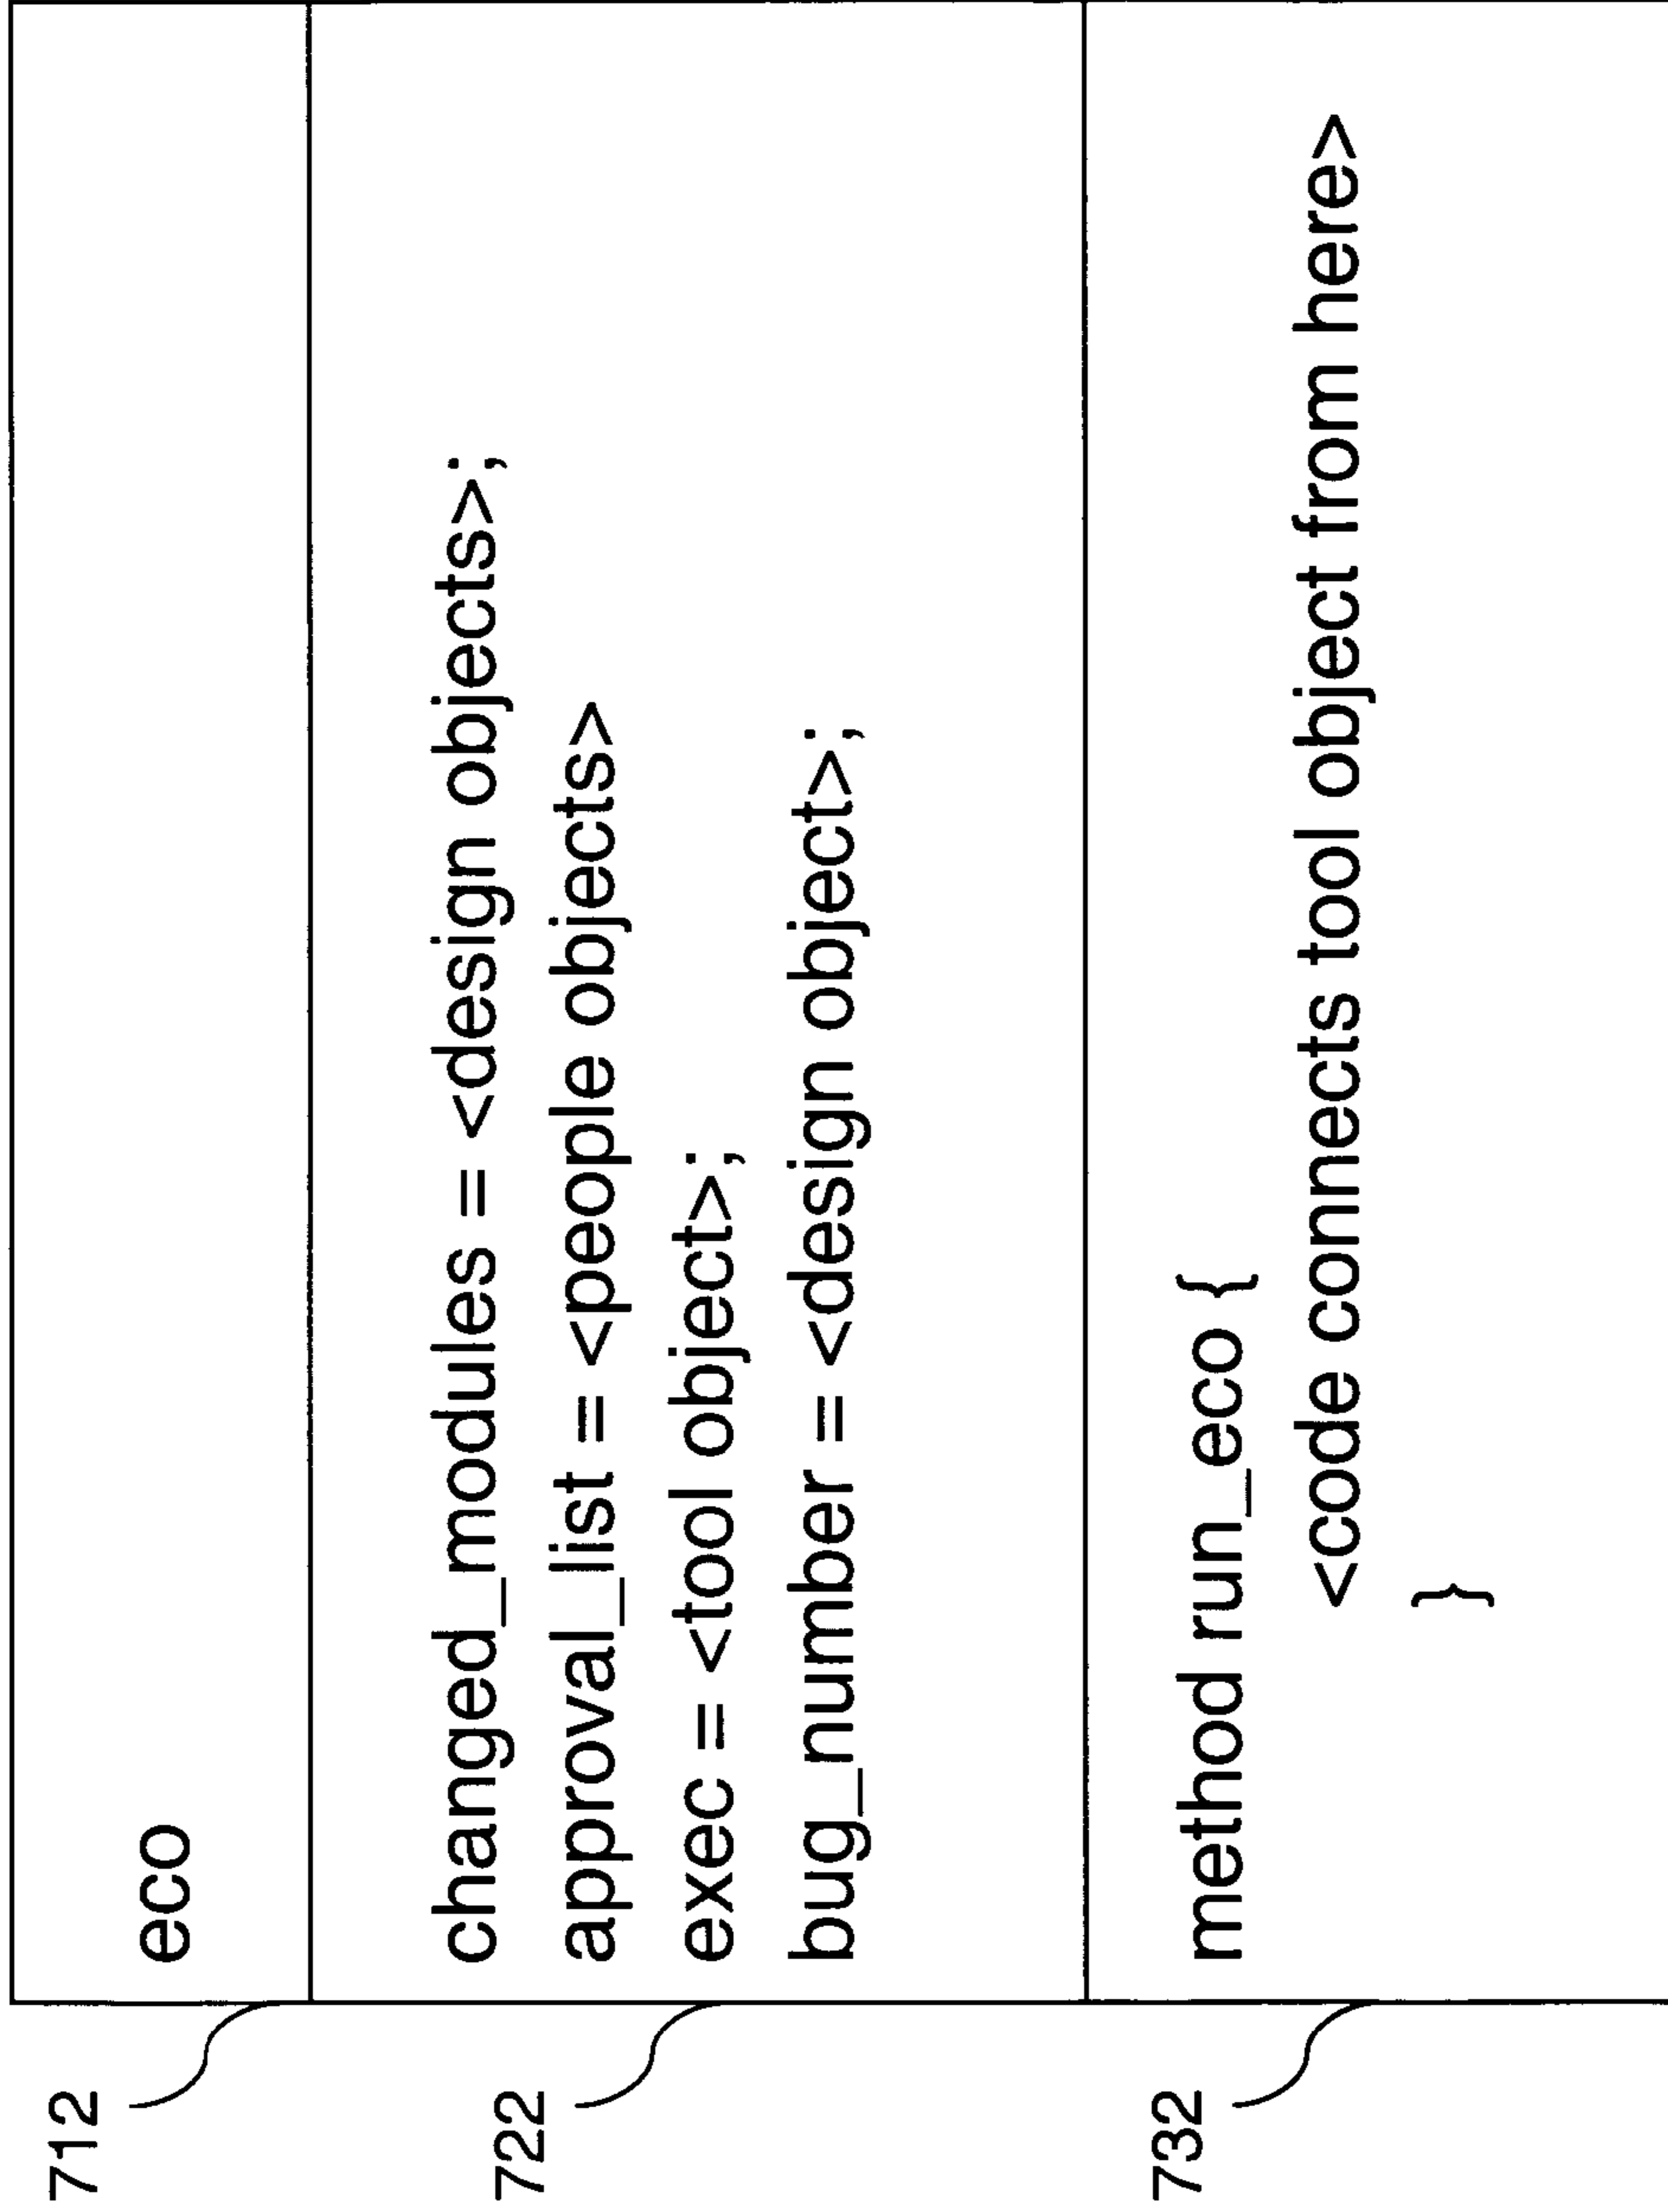 712
eco
722
changed_modules = <design objects>;
approval_list = <people objects>
exec = <tool object>;
bug_number = <design object>;
732
method run_eco {
<code connects tool object from here>
}